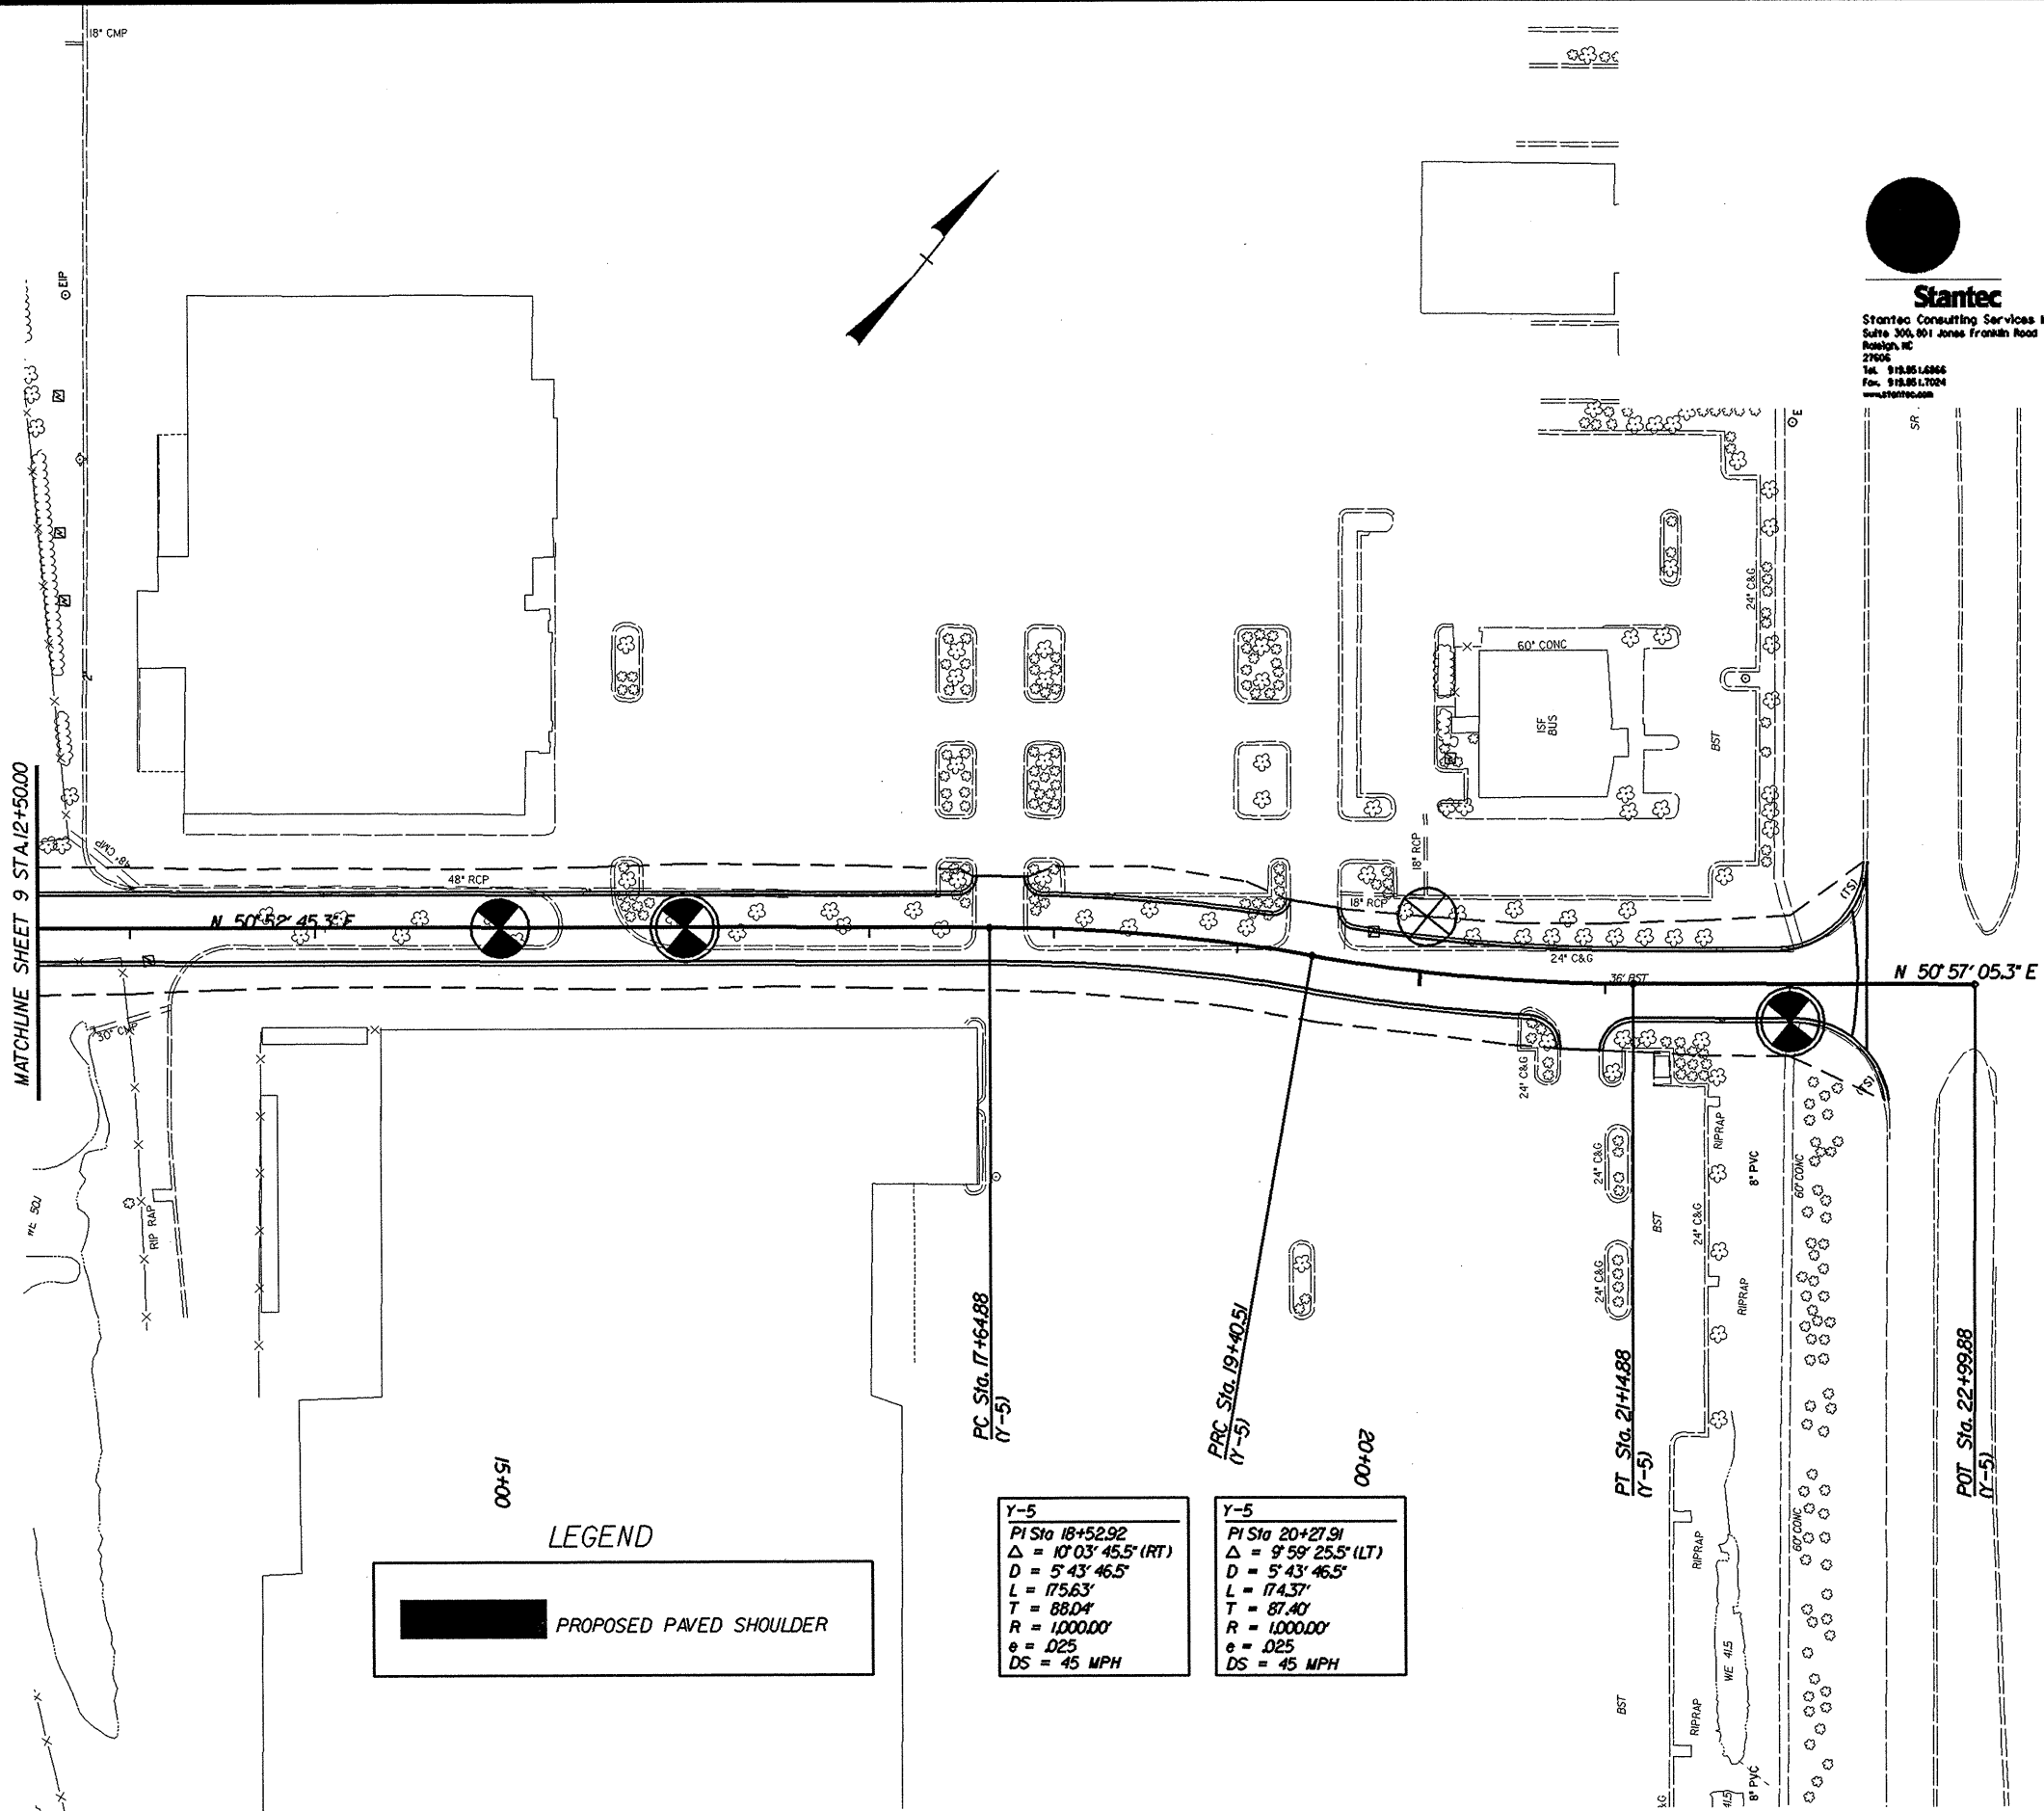 18" CMP
EIP
Stantec
Stantec Consulting Services
Suite 300, 801 Jones Franklin Road
Raleigh, NC
27606
Tel. 919.851.6866
Fax. 919.851.7024
www.stantec.com
SR.
24" C&G
60" CONC
ISF
BUS
BST
2"
MATCHLINE SHEET 9 STA.12+50.00
48" CMP
48" RCP
18" RCP
18" RCP
(TS)
N 50° 52' 45.3" E
24" C&G
36' BST
N 50° 57' 05.3" E
30" CMP
24" C&G
(TS)
RIPRAP
8" PVC
60" CONC
24" C&G
BST
24" C&G
RIP RAP
24" C&G
RIPRAP
PC Sta. 17+64.88
(Y-5)
PRC Sta. 19+40.51
(Y-5)
PT Sta. 21+14.88
(Y-5)
POT Sta. 22+99.88
(Y-5)
15+00
20+00
LEGEND
PROPOSED PAVED SHOULDER
Y-5
PI Sta 18+52.92
Δ = 10° 03' 45.5" (RT)
D = 5° 43' 46.5"
L = 175.63'
T = 88.04'
R = 1,000.00'
e = .025
DS = 45 MPH
Y-5
PI Sta 20+27.91
Δ = 9° 59' 25.5" (LT)
D = 5° 43' 46.5"
L = 174.37'
T = 87.40'
R = 1,000.00'
e = .025
DS = 45 MPH
RIPRAP
60" CONC
WE 41.5
BST
RIPRAP
8" PVC
41.5